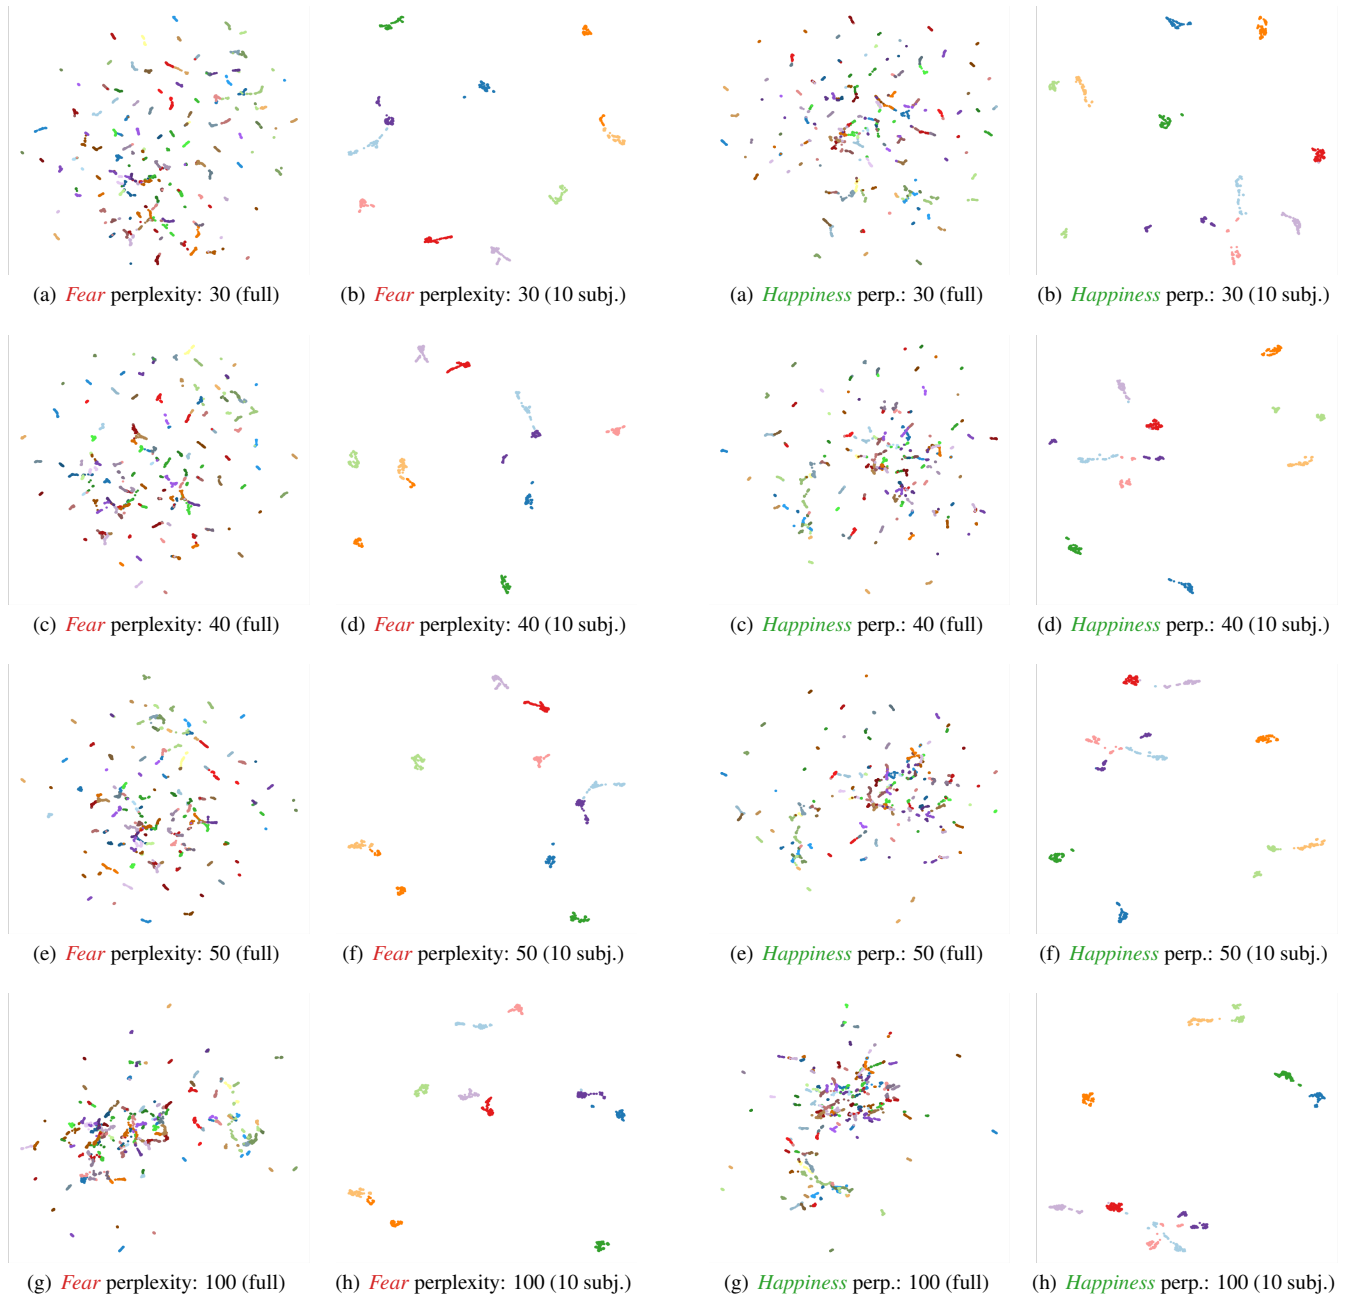 (a) Fear perplexity: 30 (full)
(b) Fear perplexity: 30 (10 subj.)
(a) Happiness perp.: 30 (full)
(b) Happiness perp.: 30 (10 subj.)
(c) Fear perplexity: 40 (full)
(d) Fear perplexity: 40 (10 subj.)
(c) Happiness perp.: 40 (full)
(d) Happiness perp.: 40 (10 subj.)
(e) Fear perplexity: 50 (full)
(f) Fear perplexity: 50 (10 subj.)
(e) Happiness perp.: 50 (full)
(f) Happiness perp.: 50 (10 subj.)
(g) Fear perplexity: 100 (full)
(h) Fear perplexity: 100 (10 subj.)
(g) Happiness perp.: 100 (full)
(h) Happiness perp.: 100 (10 subj.)